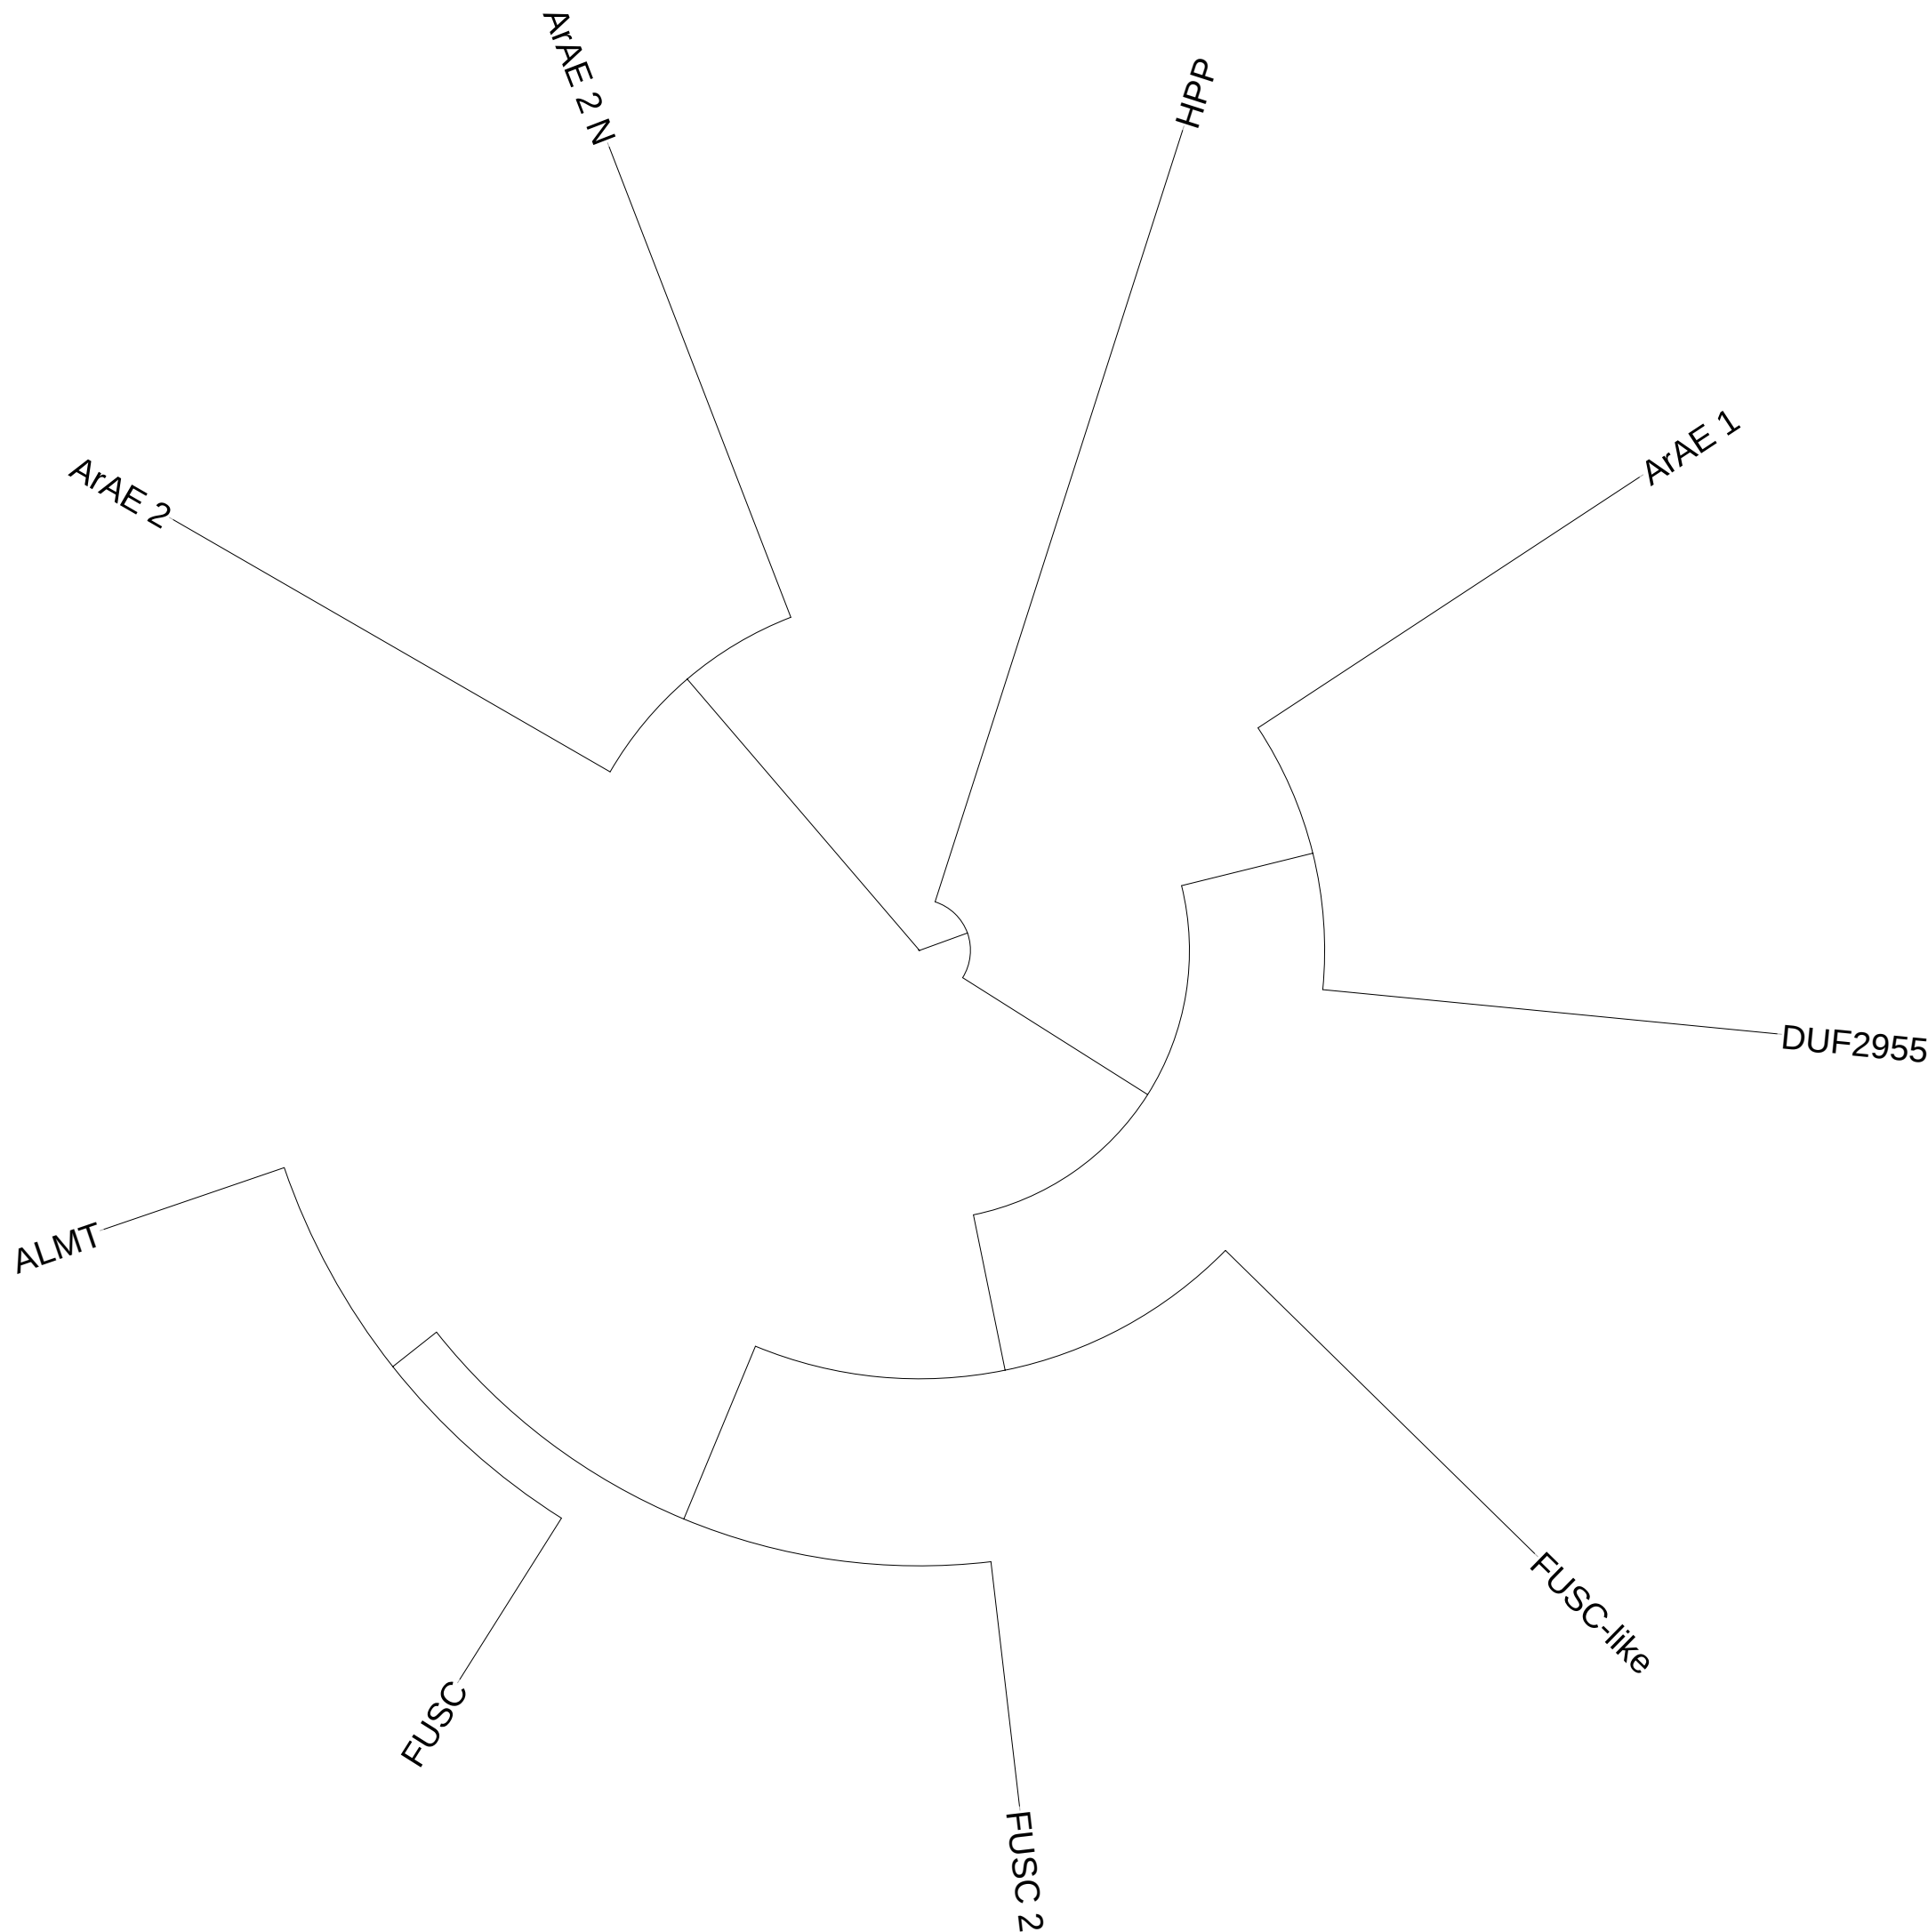 ArAE 2 N
HPP
ArAE 1
ArAE 2
DUF2955
ALMT
FUSC-like
FUSC
FUSC 2